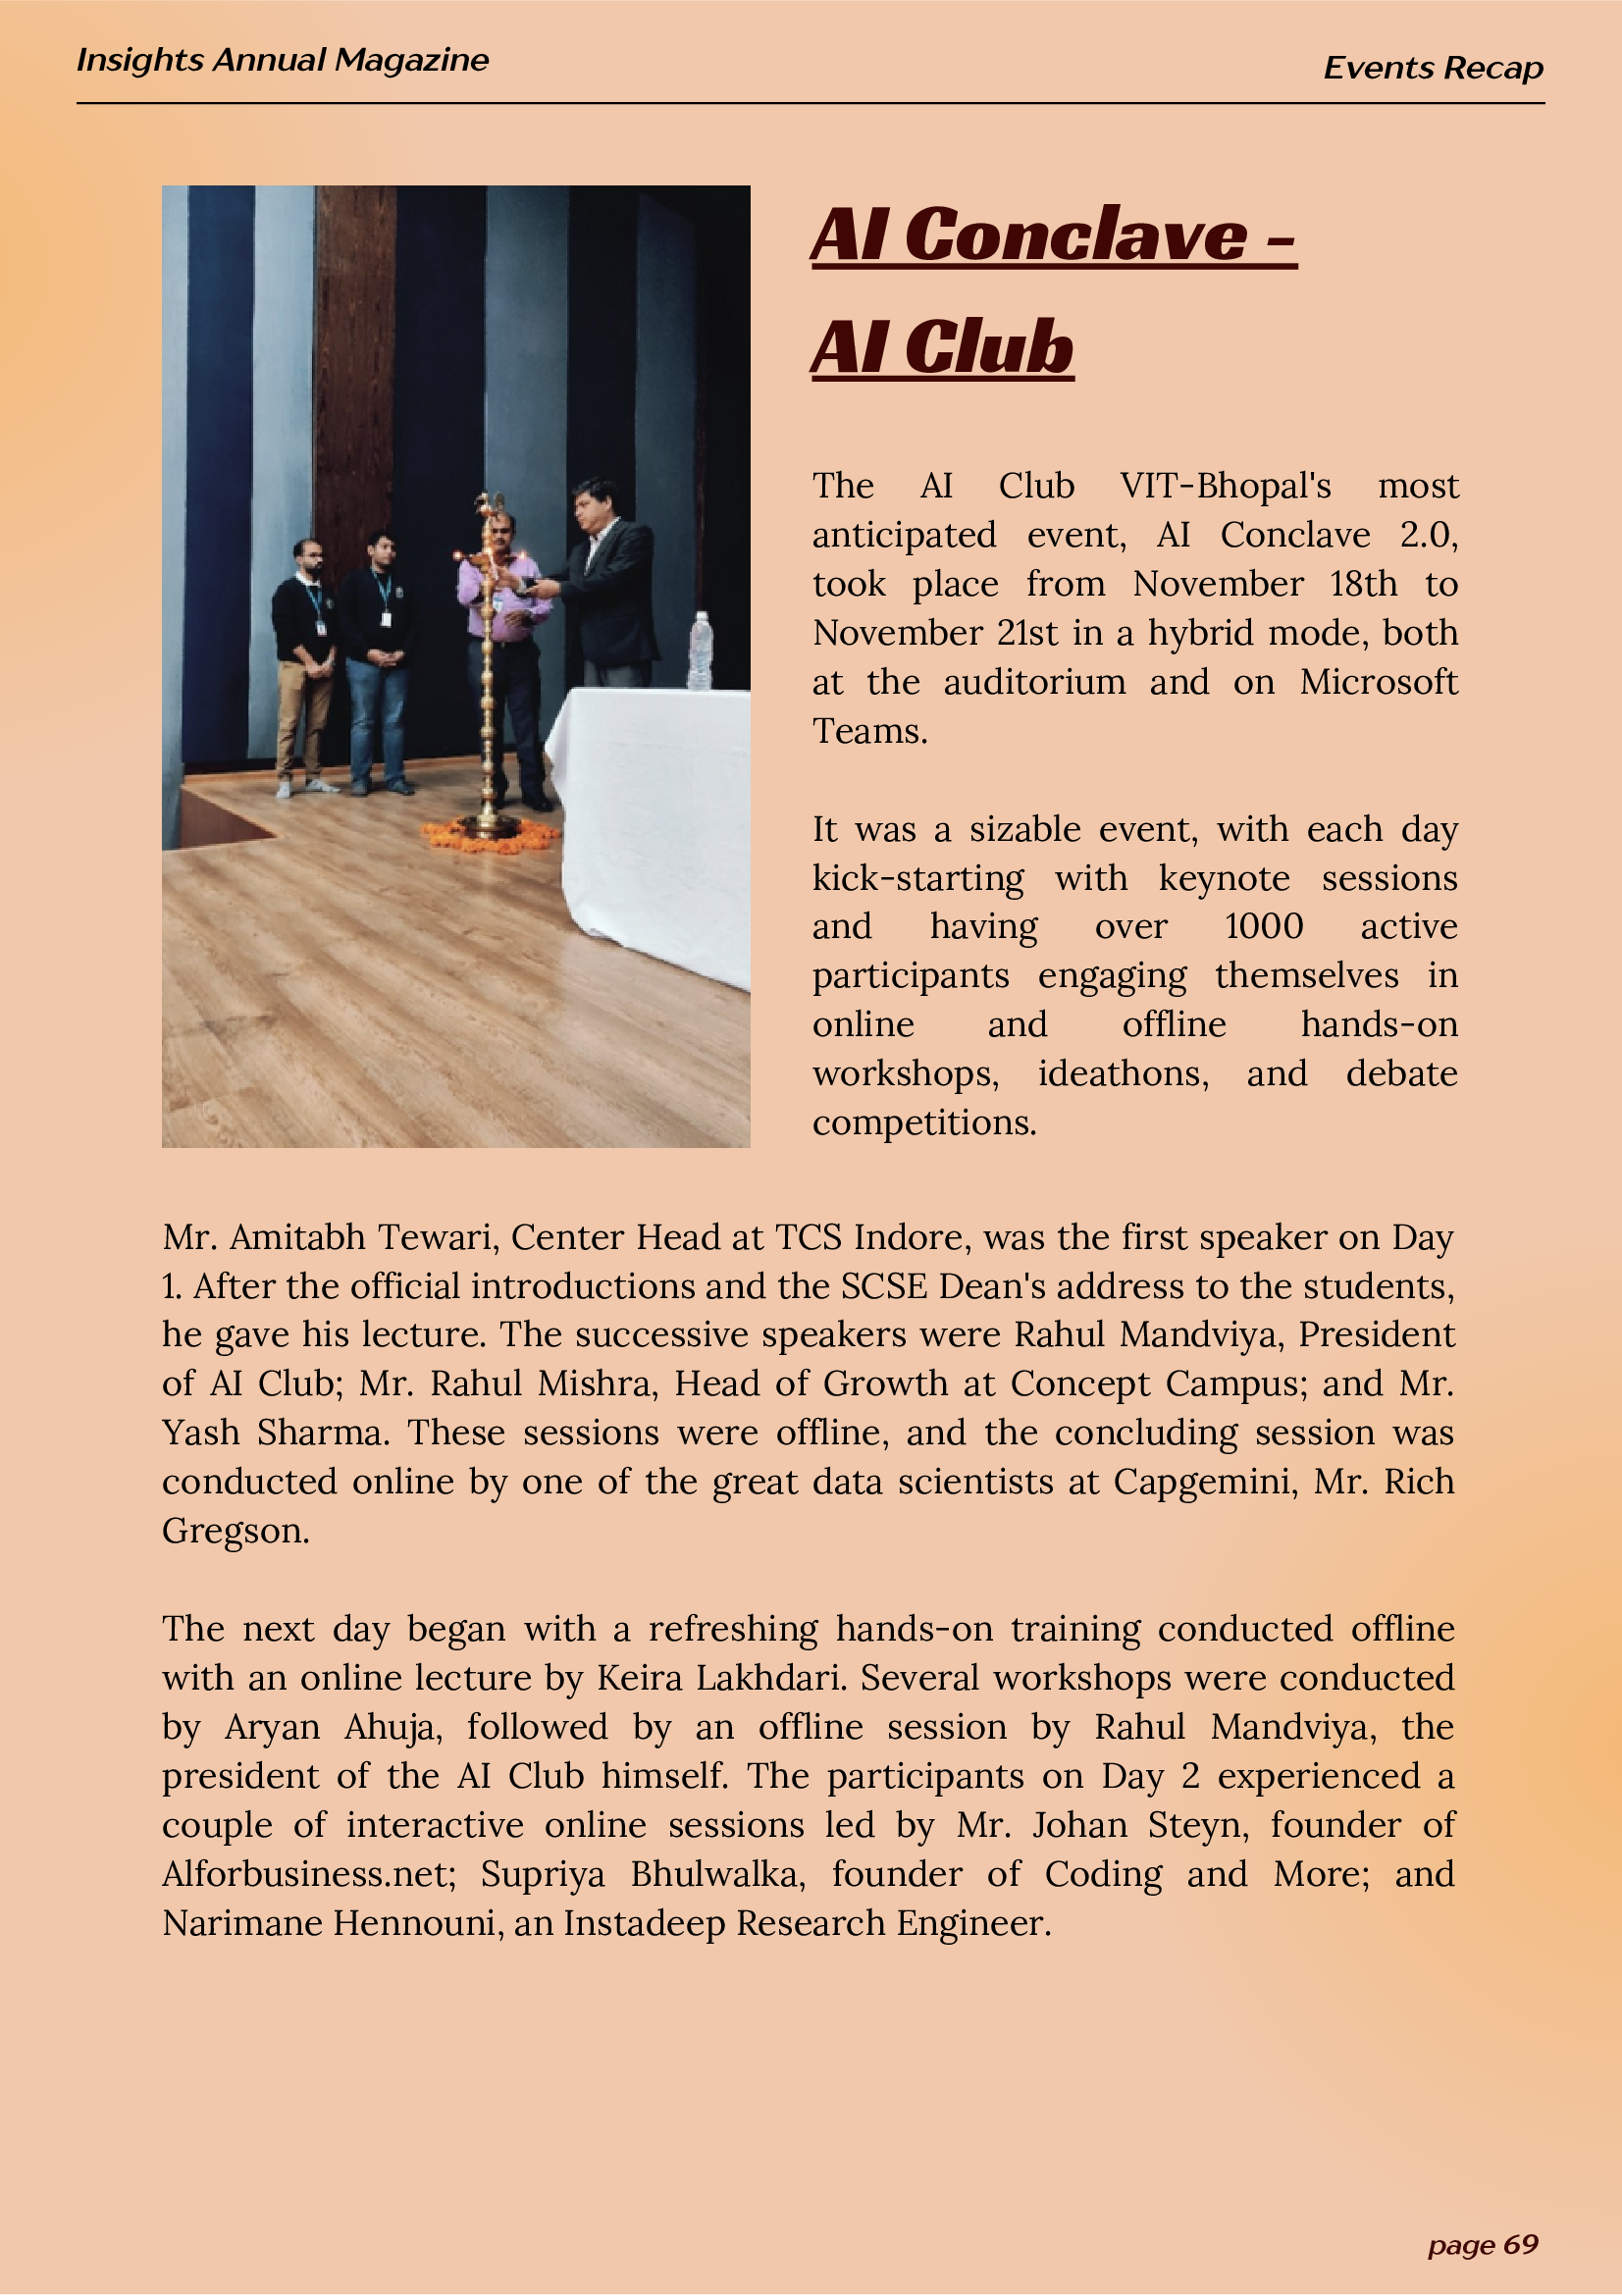 Insights Annual Magazine
Events Recap
AI Conclave -
AI Club
The AI Club VIT-Bhopal's most
anticipated event, AI Conclave 2.0,
took place from November 18th to
November 21st in a hybrid mode, both
at the auditorium and on Microsoft
Teams.
It was a sizable event, with each day
kick-starting with keynote sessions
and having over 1000 active
participants engaging themselves in
online and offline hands-on
workshops, ideathons, and debate
competitions.
Mr. Amitabh Tewari, Center Head at TCS Indore, was the first speaker on Day
1. After the official introductions and the SCSE Dean's address to the students,
he gave his lecture. The successive speakers were Rahul Mandviya, President
of AI Club; Mr. Rahul Mishra, Head of Growth at Concept Campus; and Mr.
Yash Sharma. These sessions were offline, and the concluding session was
conducted online by one of the great data scientists at Capgemini, Mr. Rich
Gregson.
The next day began with a refreshing hands-on training conducted offline
with an online lecture by Keira Lakhdari. Several workshops were conducted
by Aryan Ahuja, followed by an offline session by Rahul Mandviya, the
president of the AI Club himself. The participants on Day 2 experienced a
couple of interactive online sessions led by Mr. Johan Steyn, founder of
AIforbusiness.net; Supriya Bhulwalka, founder of Coding and More; and
Narimane Hennouni, an Instadeep Research Engineer.
page 69